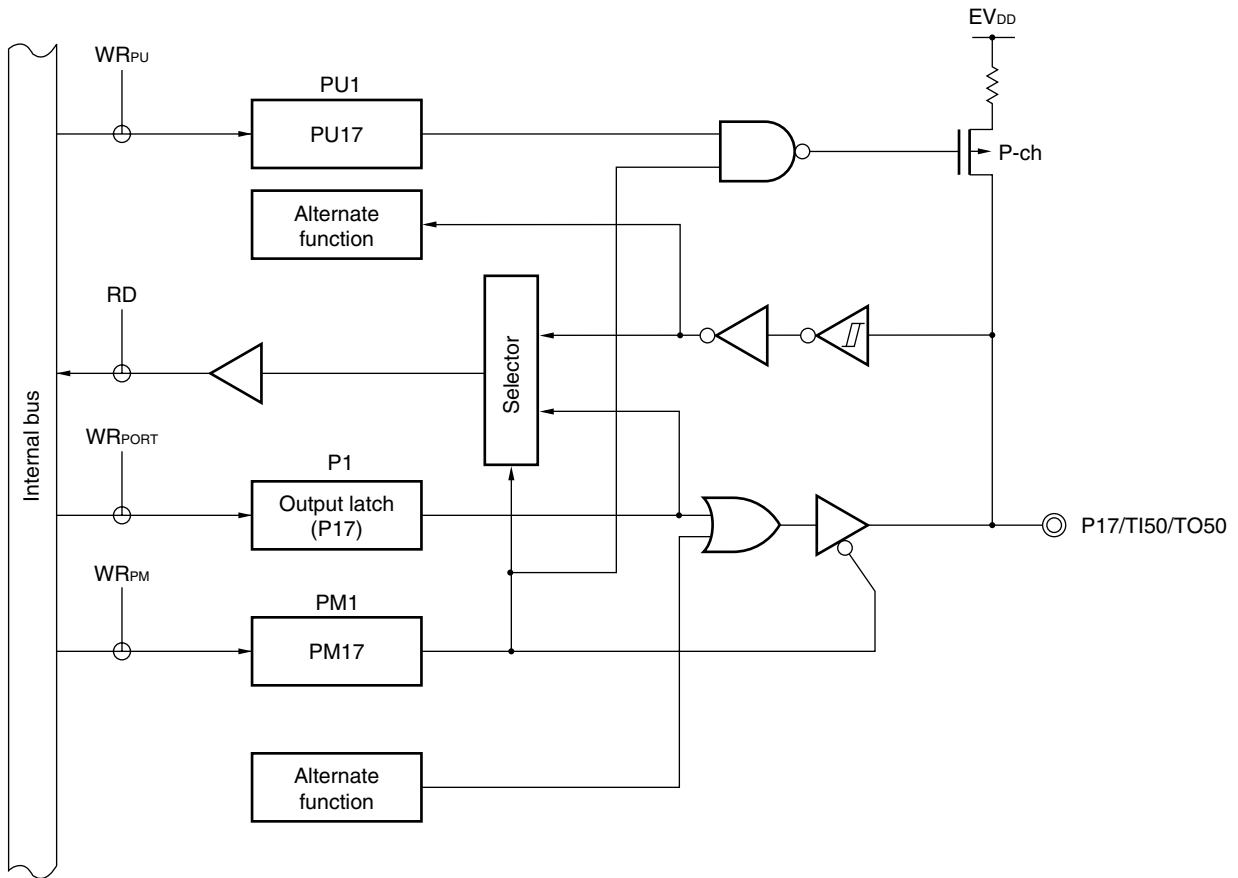 EVDD
WRPU
PU1
PU17
P-ch
Alternate
function
RD
Selector
Internal bus
WRPORT
P1
Output latch
(P17)
P17/TI50/TO50
WRPM
PM1
PM17
Alternate
function